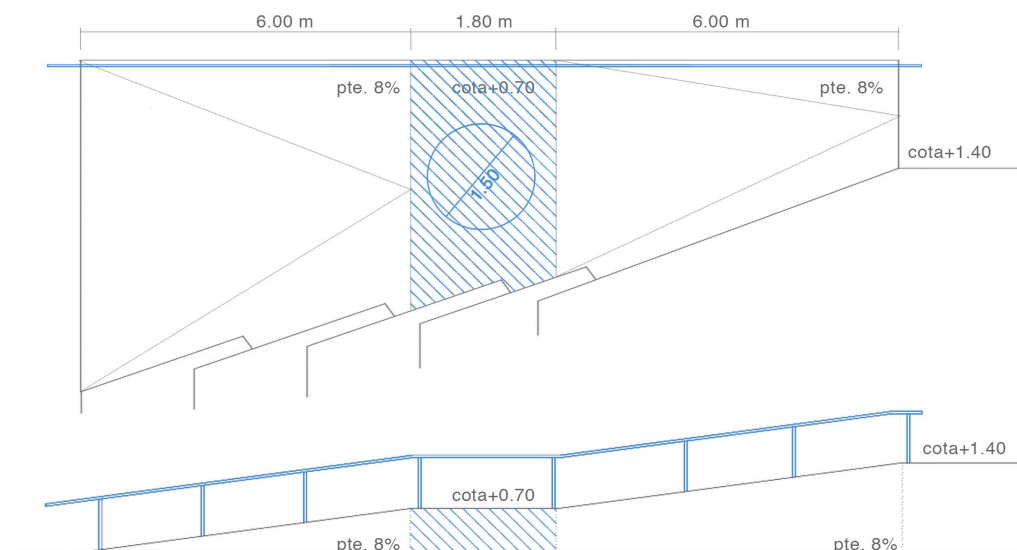 6.00 m 1.80 m 6.00 m
pte. 8% cota+0.70 pte. 8%
cota+1.40
1.50
cota+1.40
cota+0.70
pte. 8% pte. 8%